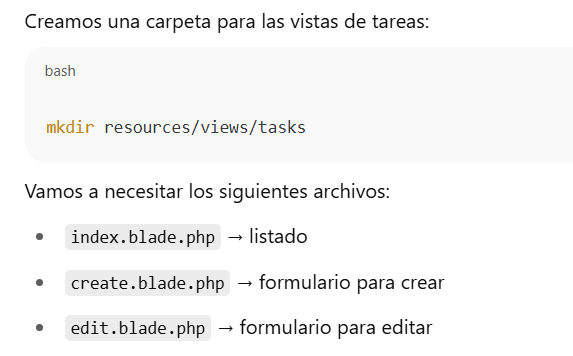 Creamos una carpeta para las vistas de tareas:
bash
mkdir resources/views/tasks
Vamos a necesitar los siguientes archivos:
• index.blade.php → listado
• create.blade.php → formulario para crear
• edit.blade.php → formulario para editar